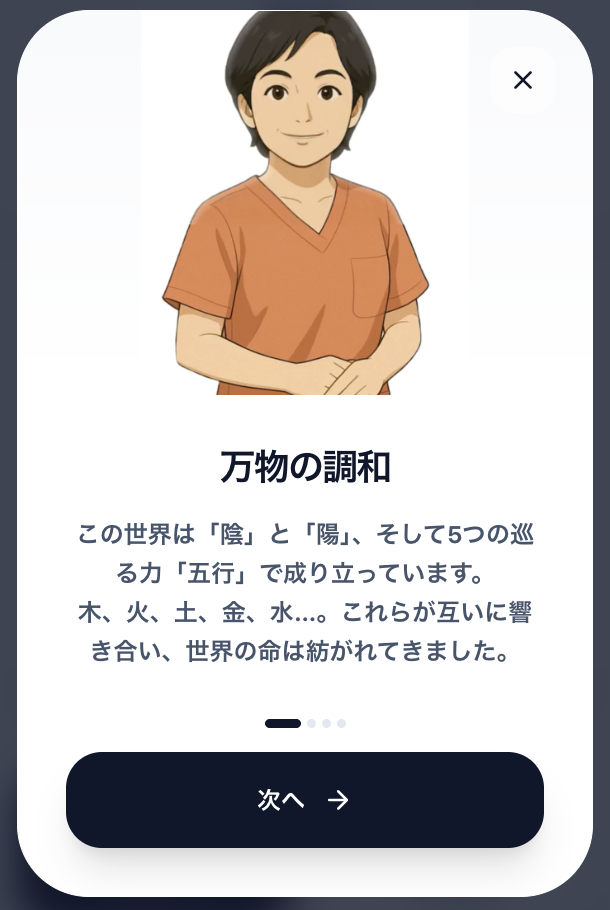 万物の調和
この世界は「陰」と「陽」、そして5つの巡
る力「五行」で成り立っています。
木、火、土、金、水...。これらが互いに響
き合い、世界の命は紡がれてきました。
次へ →